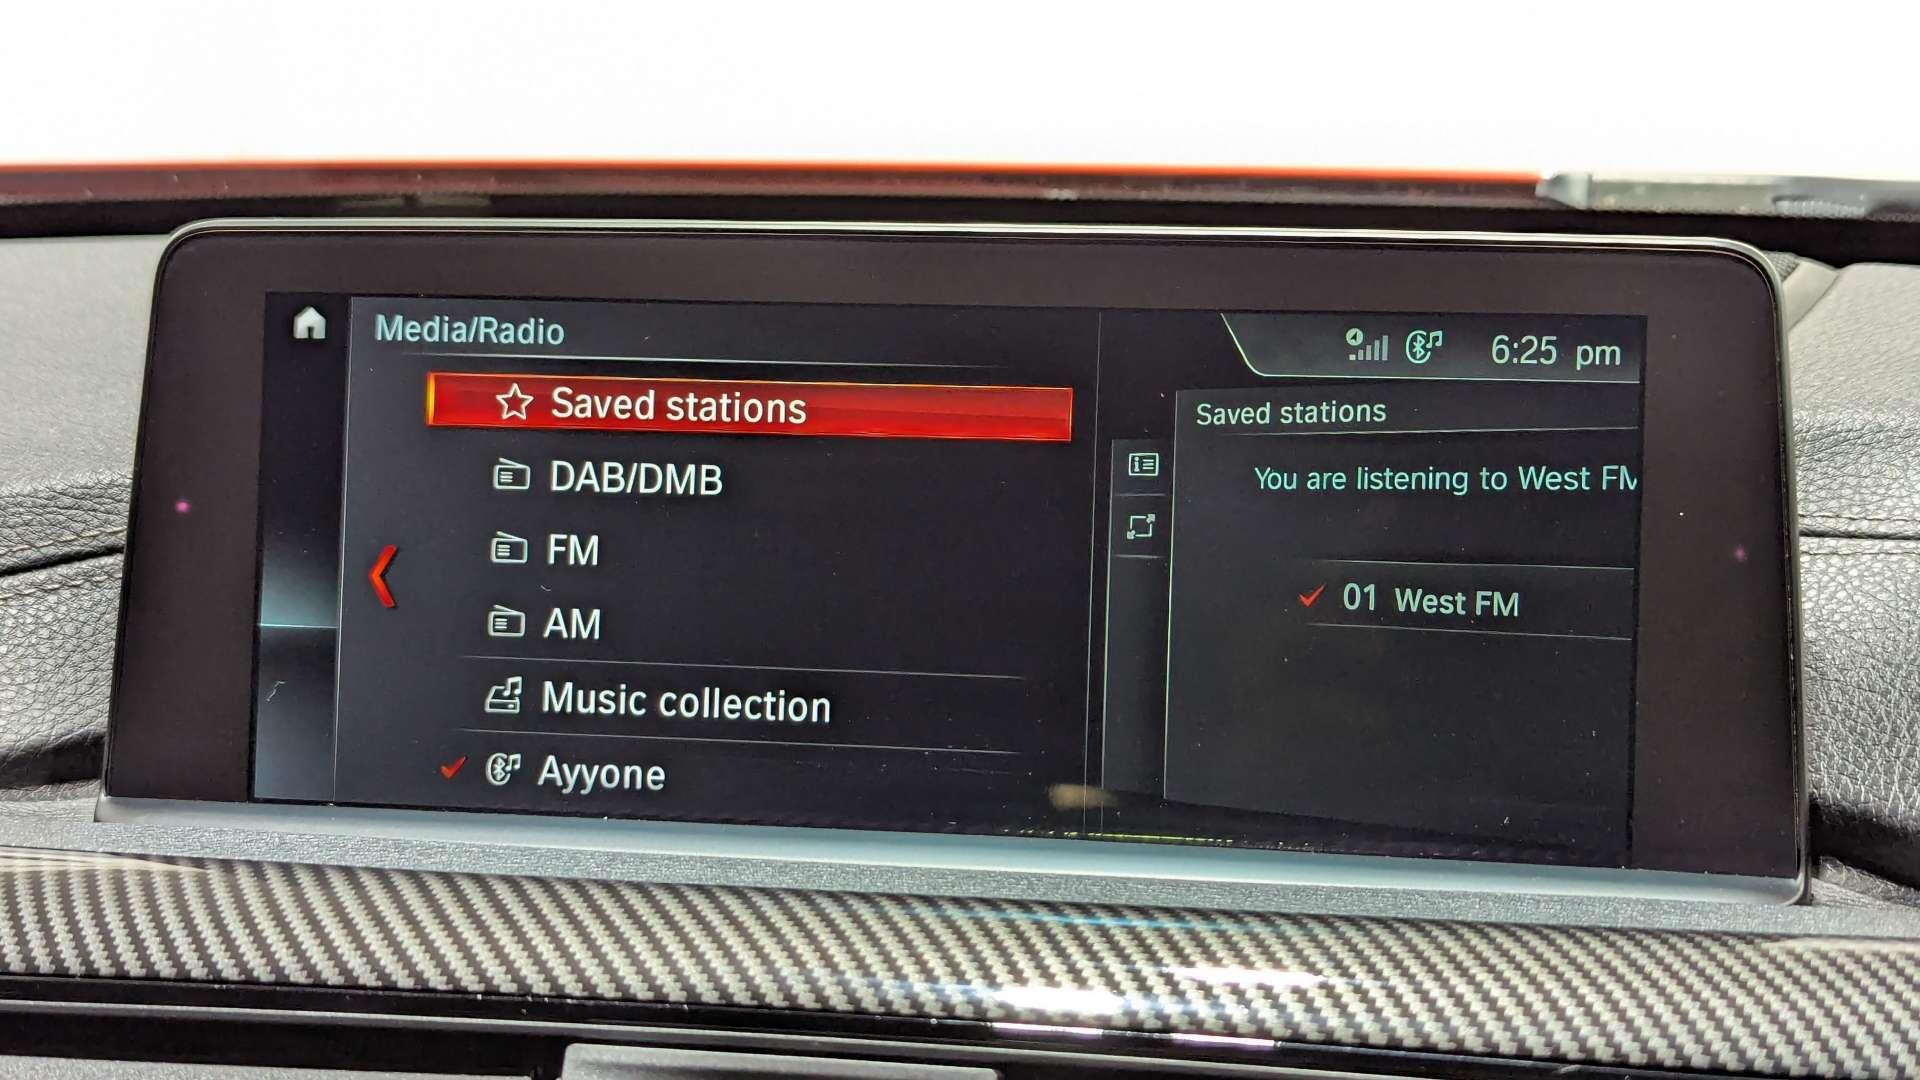 Media/Radio
6:25 pm
Saved stations
DAB/DMB
FM
AM
Music collection
Ayyone
Saved stations
You are listening to West FM
01 West FM